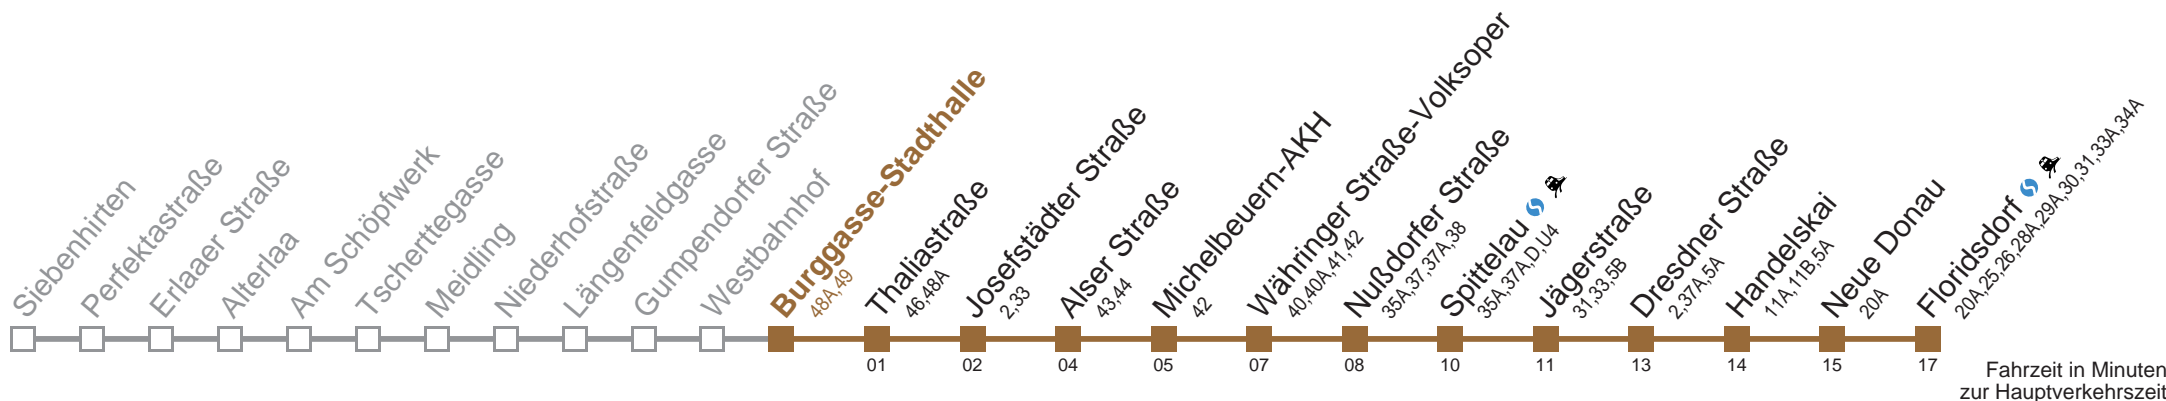 Siebenhirten
Perfektastraße
Erlaaer Straße
Alterlaa
Am Schöpfwerk
Tscherttegasse
Meidling
Niederhofstraße
Längenfeldgasse
Gumpendorfer Straße
Westbahnhof
Burggasse-Stadthalle
48A,49
Thaliastraße
46,48A
01
Josefstädter Straße
2,33
02
Alser Straße
43,44
04
Michelbeuern-AKH
42
05
Währinger Straße-Volksoper
40,40A,41,42
07
Nußdorfer Straße
35A,37,37A,38
08
Spittelau
35A,37A,D,U4
10
Jägerstraße
31,33,5B
11
Dresdner Straße
2,37A,5A
13
Handelskai
11A,11B,5A
14
Neue Donau
20A
15
Floridsdorf
20A,25,26,28A,29A,30,31,33A,34A
17
Fahrzeit in Minuten
zur Hauptverkehrszeit